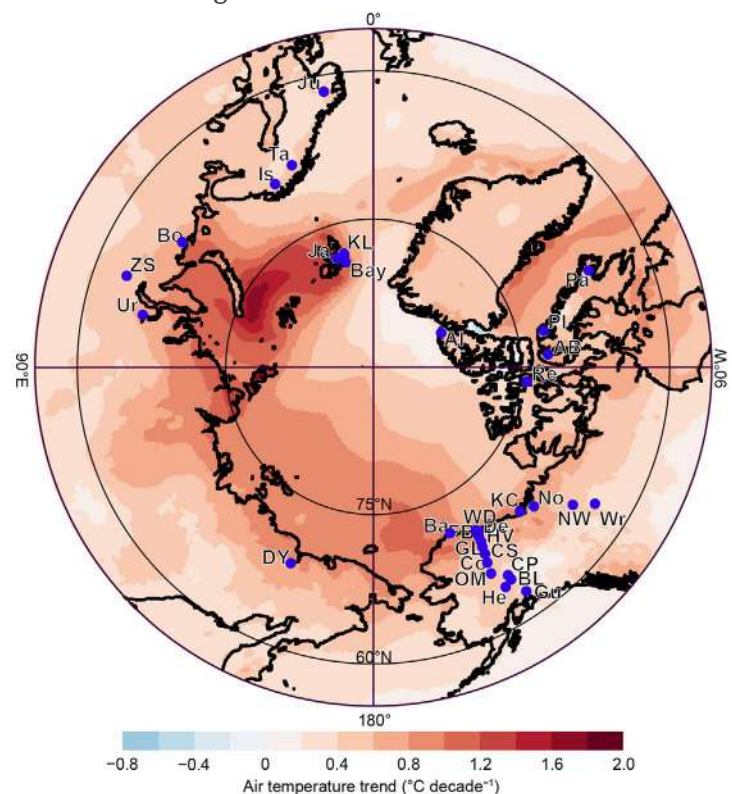 0°
Ju
Ta
Is
Bo
KL
Ja
ZS
Bay
Pa
Ur
Pl
Al
AB
90°E
90°W
Re
75°N
KC
No
WD
NW
Wr
Ba
De
HV
GL
CS
DY
Co
CP
OM
BL
He
Gu
60°N
180°
−0.8 −0.4 0 0.4 0.8 1.2 1.6 2.0
Air temperature trend (°C decade⁻¹)